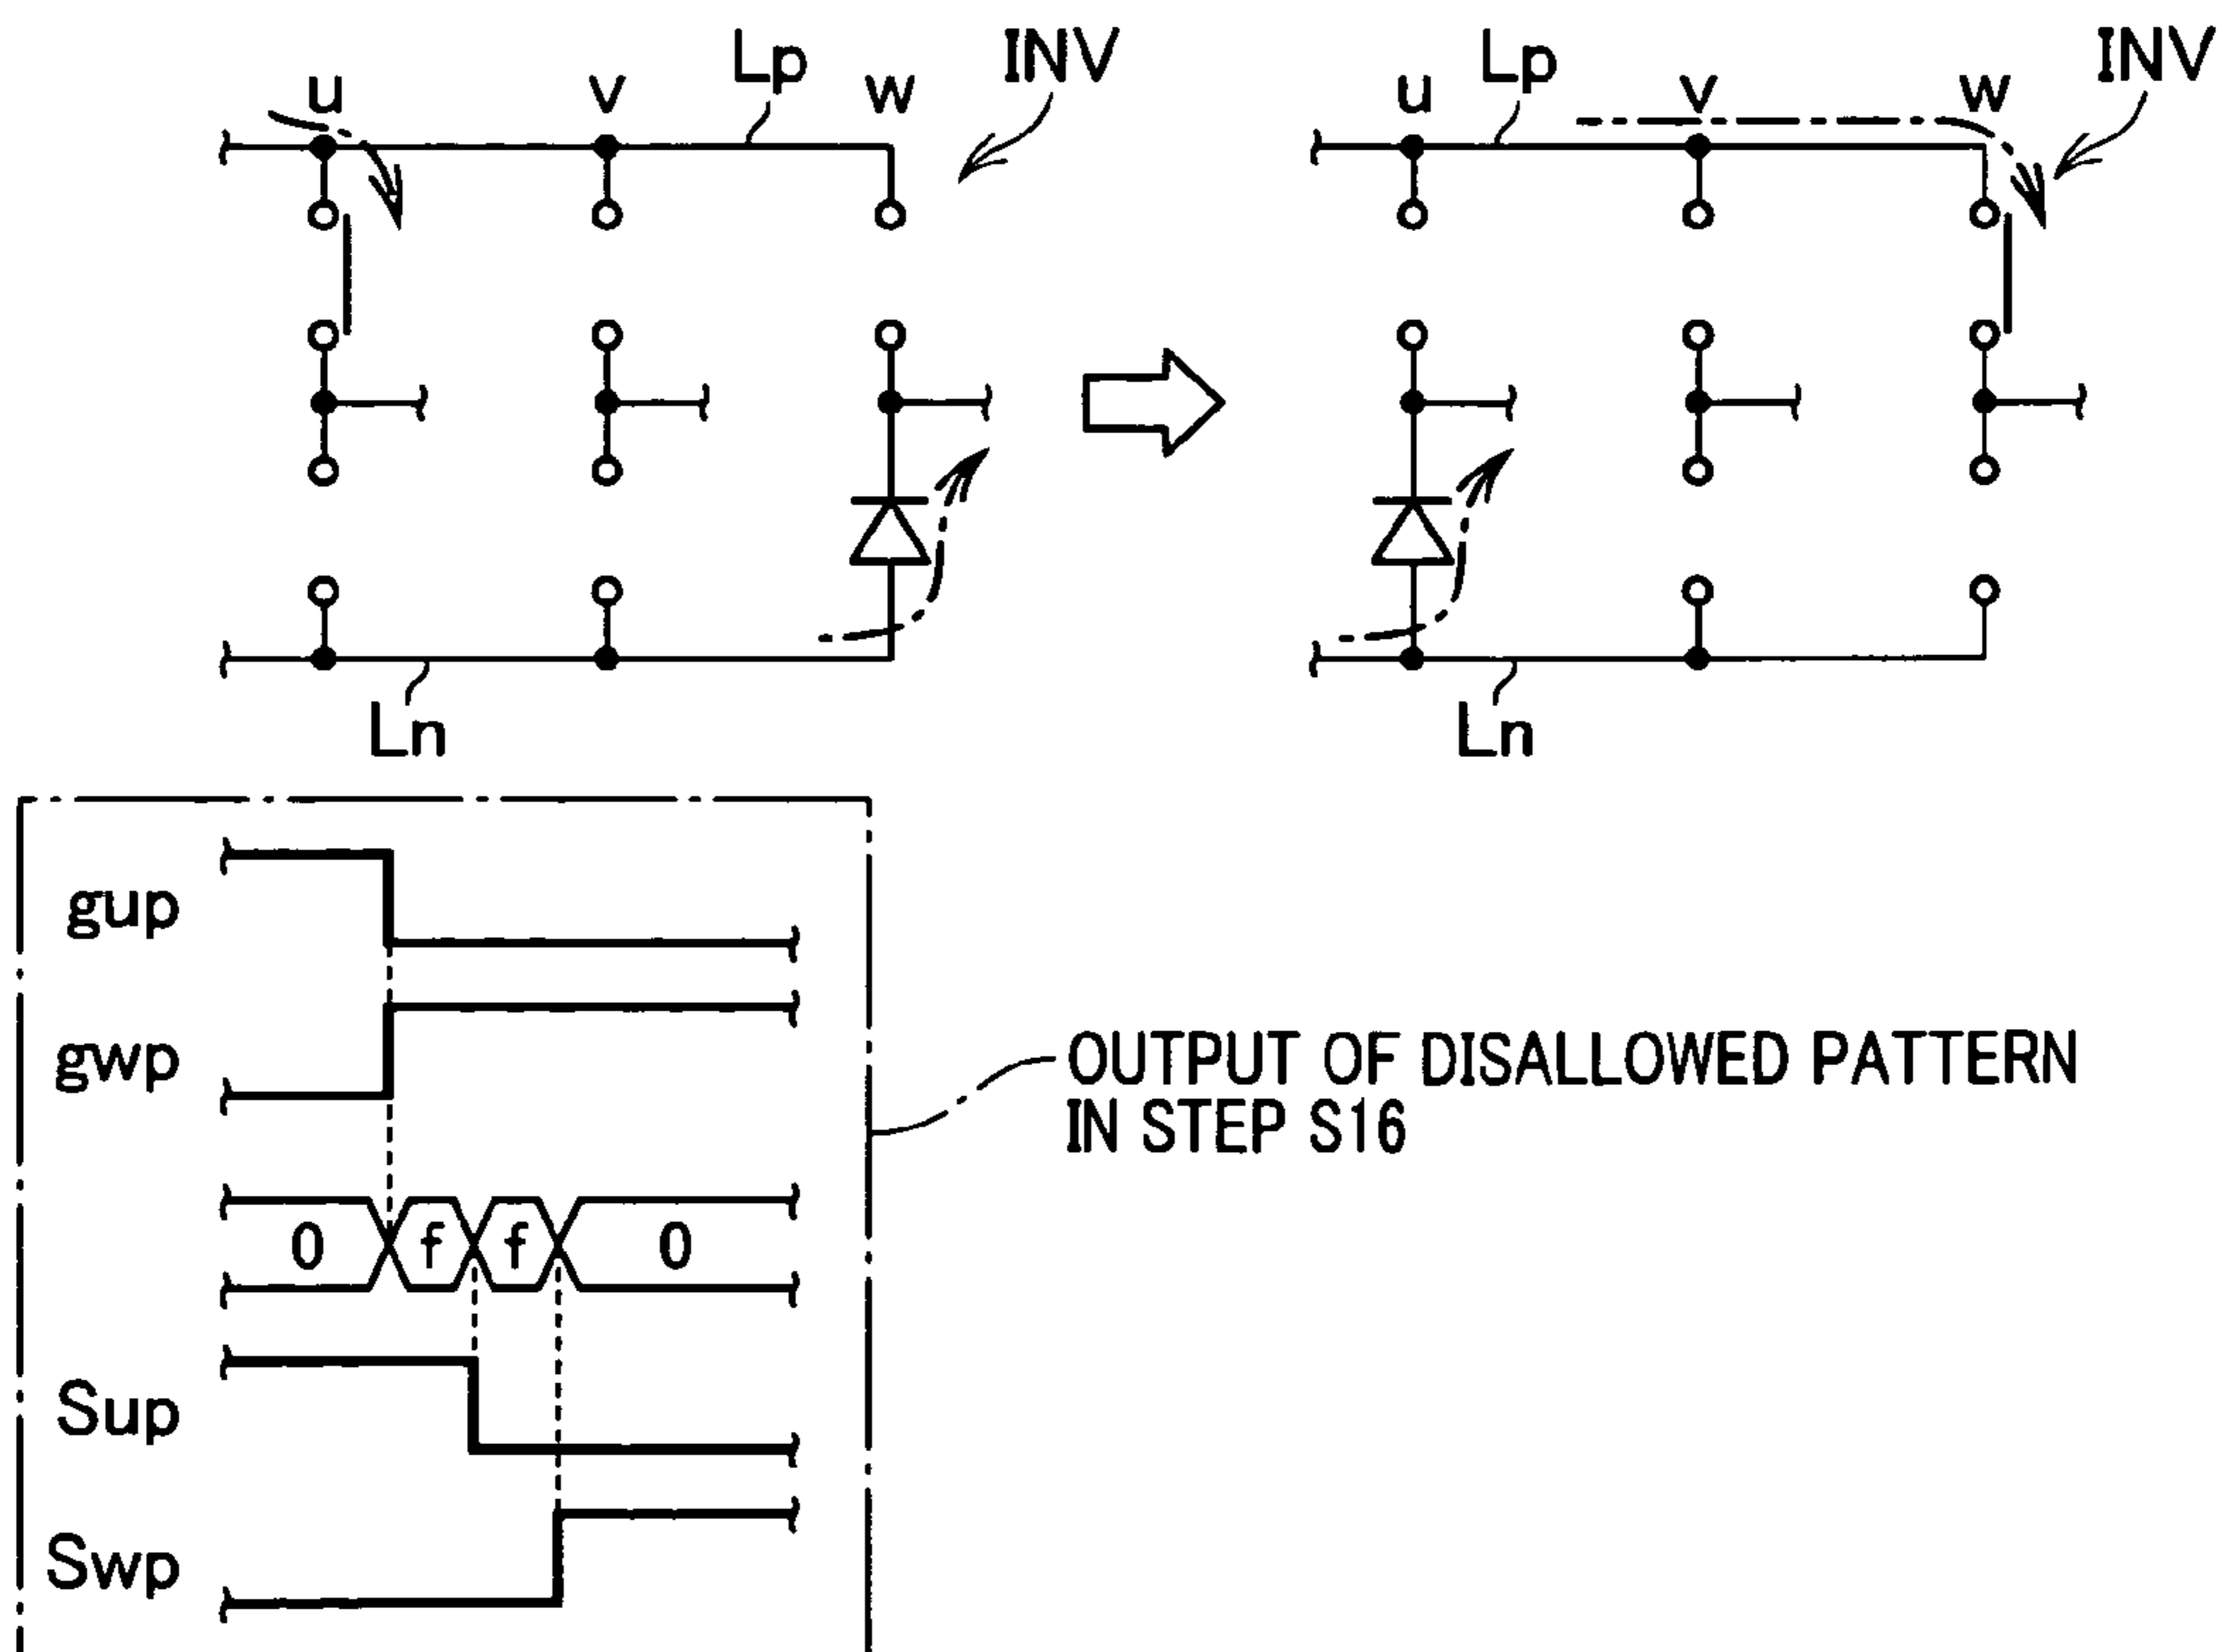 u v Lp w INV
u Lp v w INV
Ln
Ln
gup
gwp
OUTPUT OF DISALLOWED PATTERN
IN STEP S16
0 f f 0
Sup
Swp